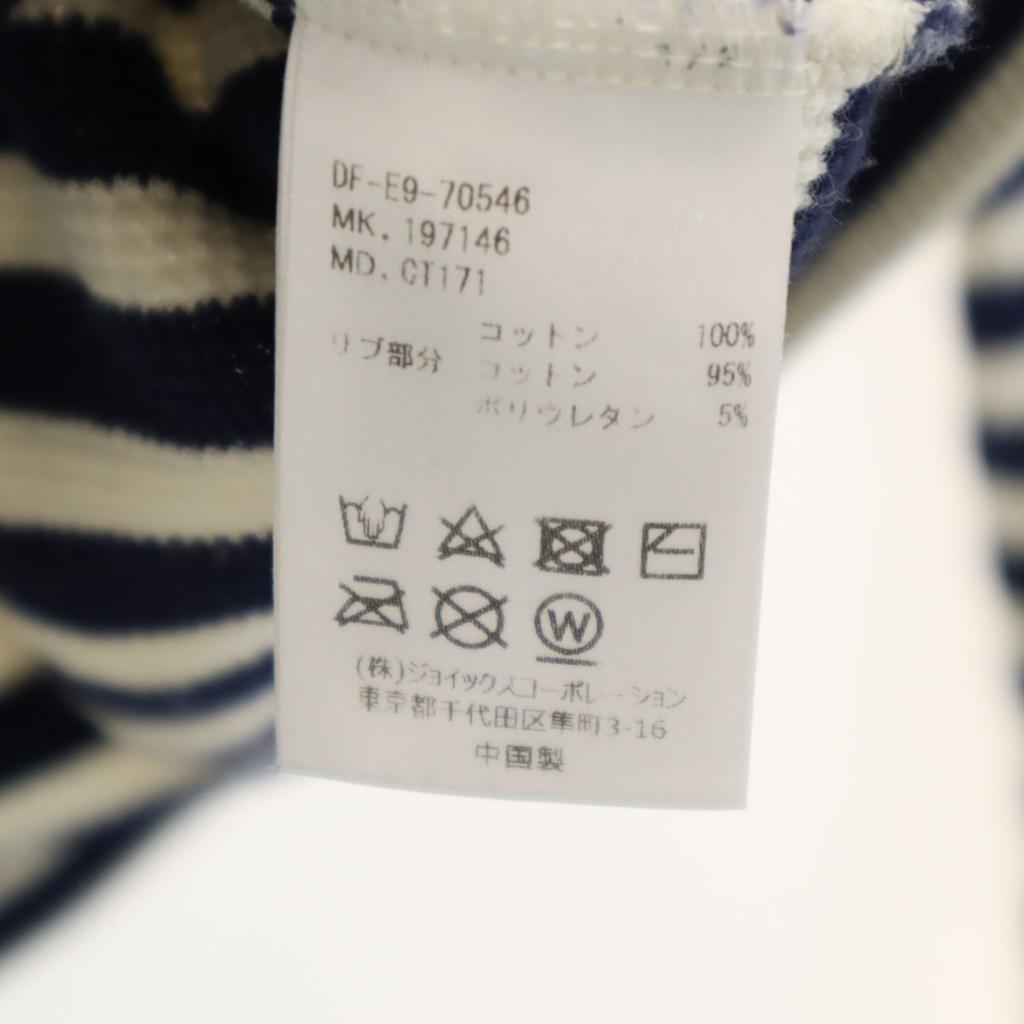 DF-E9-70546
MK. 197146
MD. CT171
コットン 100%
リブ部分 コットン 95%
ポリウレタン 5%
W
(株)ジョイックスコーポレーション
東京都千代田区隼町3-16
中国製